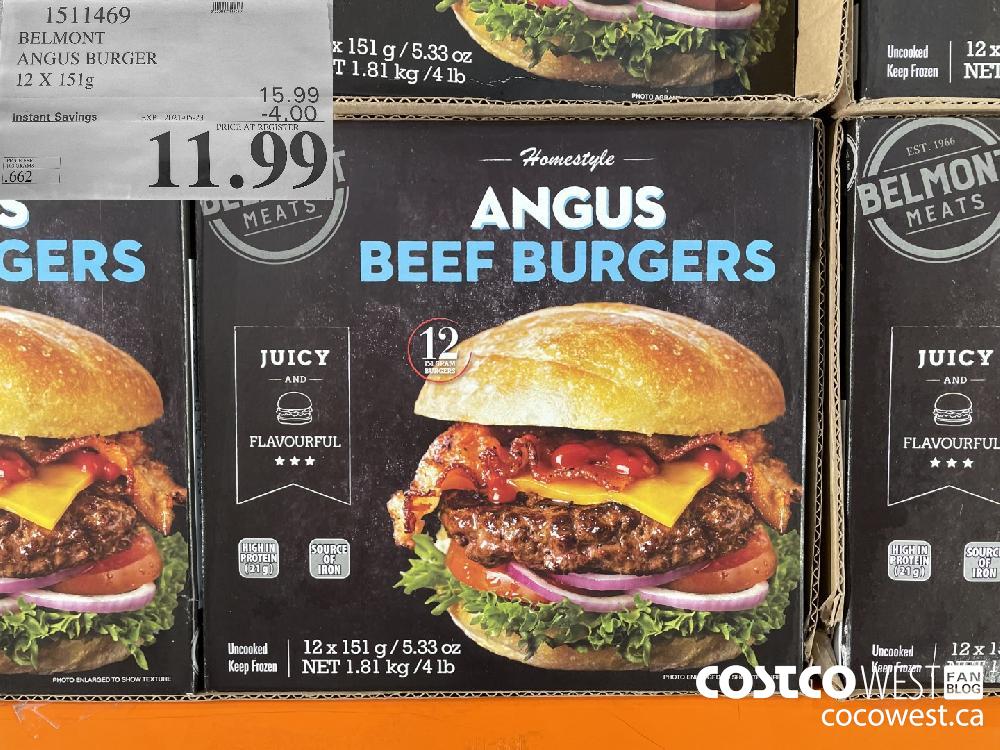 1511469
BELMONT
ANGUS BURGER
12 X 151g
15.99
Instant Savings
-4.00
PRICE AT REGISTER
11.99
.662
x 151 g / 5.33 oz
T 1.81 kg / 4 lb
Uncooked
Keep Frozen
12 x
NET
S
GERS
PHOTO ENLARGED TO SHOW TEXTURE
MEATS
Homestyle
ANGUS
BEEF BURGERS
12
151 GRAM
BURGERS
JUICY
AND
FLAVOURFUL
HIGH IN
PROTEIN
(21 g)
SOURCE
OF
IRON
Uncooked
Keep Frozen
12 x 151 g / 5.33 oz
NET 1.81 kg / 4 lb
EST. 1966
BELMONT
MEATS
JUICY
AND
FLAVOURFUL
HIGH IN
PROTEIN
(21 g)
SOURC
OF
IRON
Uncooked
Keep Frozen
12 x 1
COSTCO WEST FAN BLOG
cocowest.ca